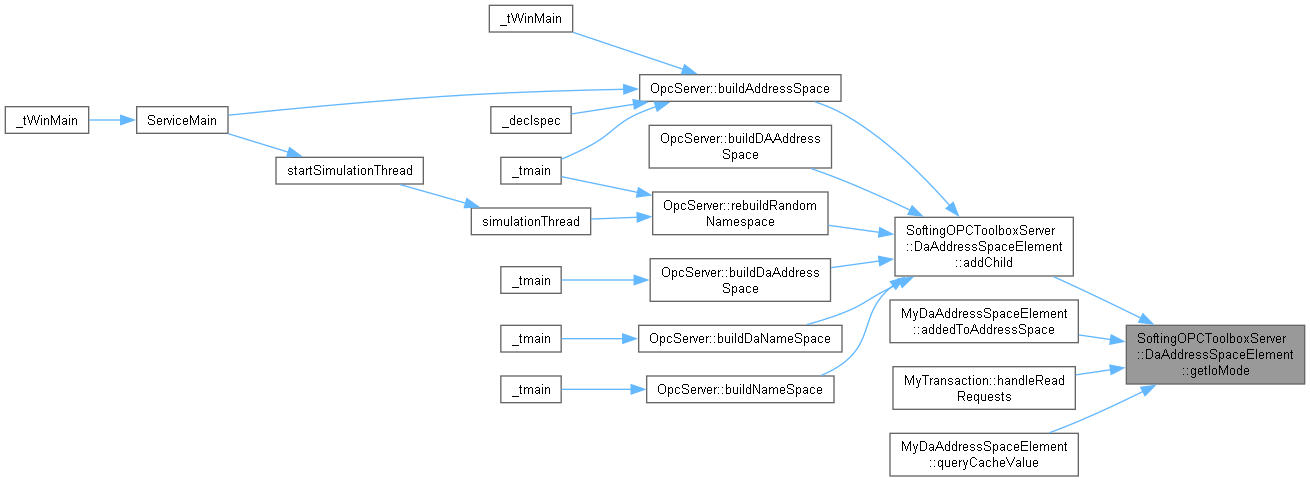 _tWinMain
OpcServer::buildAddressSpace
_tWinMain
ServiceMain
_declspec
OpcServer::buildDAAddress
Space
startSimulationThread
_tmain
OpcServer::rebuildRandom
Namespace
simulationThread
SoftingOPCToolboxServer
::DaAddressSpaceElement
::addChild
OpcServer::buildDaAddress
Space
_tmain
MyDaAddressSpaceElement
::addedToAddressSpace
_tmain
OpcServer::buildDaNameSpace
SoftingOPCToolboxServer
::DaAddressSpaceElement
::getIoMode
_tmain
OpcServer::buildNameSpace
MyTransaction::handleRead
Requests
MyDaAddressSpaceElement
::queryCacheValue